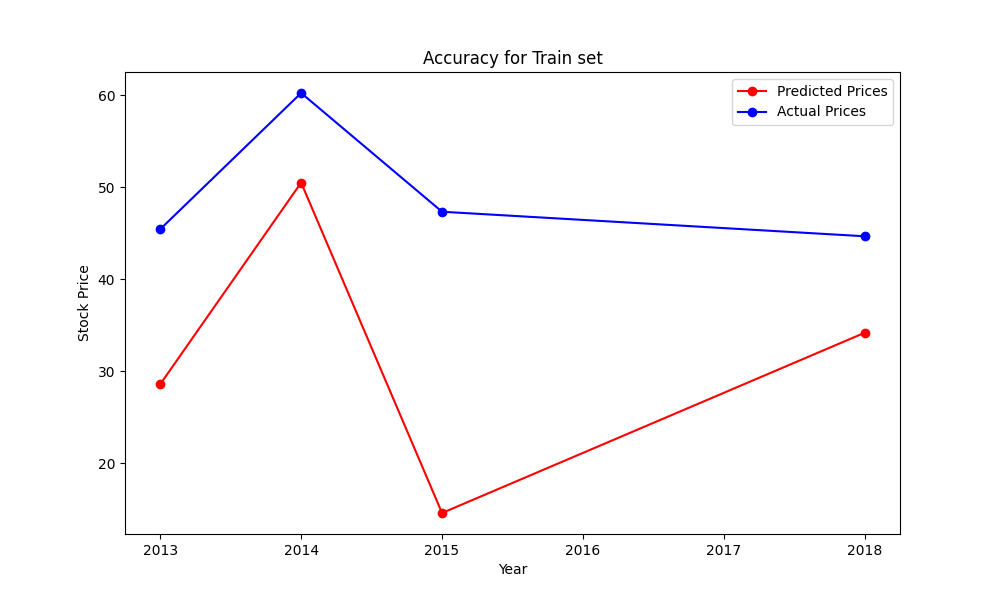 Accuracy for Train set
Predicted Prices
Actual Prices
60
50
40
30
20
Stock Price
2013 2014 2015 2016 2017 2018
Year